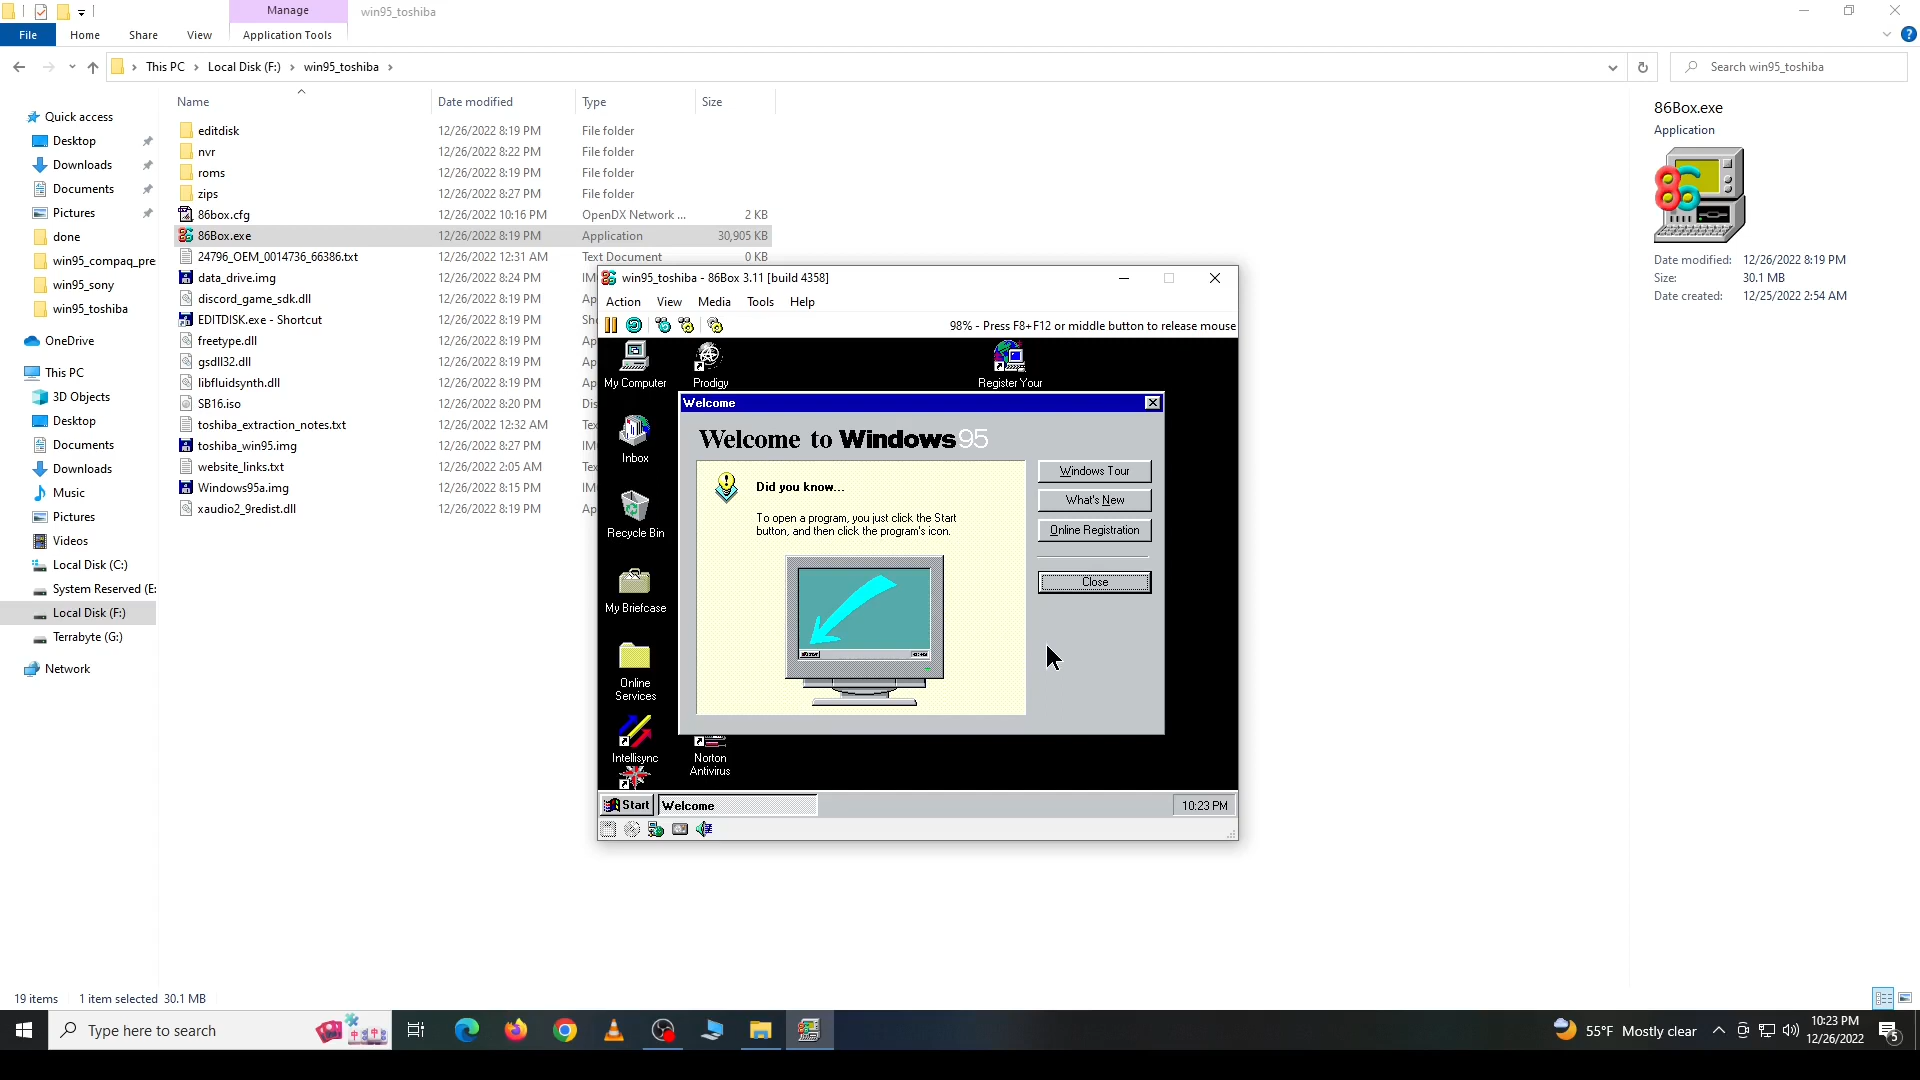 Manage
win95_toshiba
File
Home
Share
View
Application Tools
This PC
Local Disk (F:)
win95_toshiba
Search win95_toshiba
Quick access
Desktop
Downloads
Documents
Pictures
done
win95_compaq_pre
win95_sony
win95_toshiba
OneDrive
This PC
3D Objects
Desktop
Documents
Downloads
Music
Pictures
Videos
Local Disk (C:)
System Reserved (E:
Local Disk (F:)
Terrabyte (G:)
Network
Name Date modified Type Size
editdisk 12/26/2022 8:19 PM File folder
nvr 12/26/2022 8:22 PM File folder
roms 12/26/2022 8:19 PM File folder
zips 12/26/2022 8:27 PM File folder
86box.cfg 12/26/2022 10:16 PM OpenDX Network ... 2 KB
86Box.exe 12/26/2022 8:19 PM Application 30,905 KB
24796_OEM_0014736_66386.txt 12/26/2022 12:31 AM Text Document 0 KB
data_drive.img 12/26/2022 8:24 PM IM
discord_game_sdk.dll 12/26/2022 8:19 PM Ap
EDITDISK.exe - Shortcut 12/26/2022 8:19 PM Sh
freetype.dll 12/26/2022 8:19 PM Ap
gsdll32.dll 12/26/2022 8:19 PM Ap
libfluidsynth.dll 12/26/2022 8:19 PM Ap
SB16.iso 12/26/2022 8:20 PM Dis
toshiba_extraction_notes.txt 12/26/2022 12:32 AM Tex
toshiba_win95.img 12/26/2022 8:27 PM IM
website_links.txt 12/26/2022 2:05 AM Tex
Windows95a.img 12/26/2022 8:15 PM IM
xaudio2_9redist.dll 12/26/2022 8:19 PM Ap
86Box.exe
Application
Date modified: 12/26/2022 8:19 PM
Size: 30.1 MB
Date created: 12/25/2022 2:54 AM
win95_toshiba - 86Box 3.11 [build 4358]
Action View Media Tools Help
98% - Press F8+F12 or middle button to release mouse
My Computer
Prodigy
Register Your
Inbox
Recycle Bin
My Briefcase
Online
Services
Intellisync
Norton
Antivirus
Welcome
Welcome to Windows 95
Did you know...
To open a program, you just click the Start
button, and then click the program's icon.
Windows Tour
What's New
Online Registration
Close
Start
Welcome
10:23 PM
19 items 1 item selected 30.1 MB
Type here to search
55°F Mostly clear
10:23 PM
12/26/2022
5